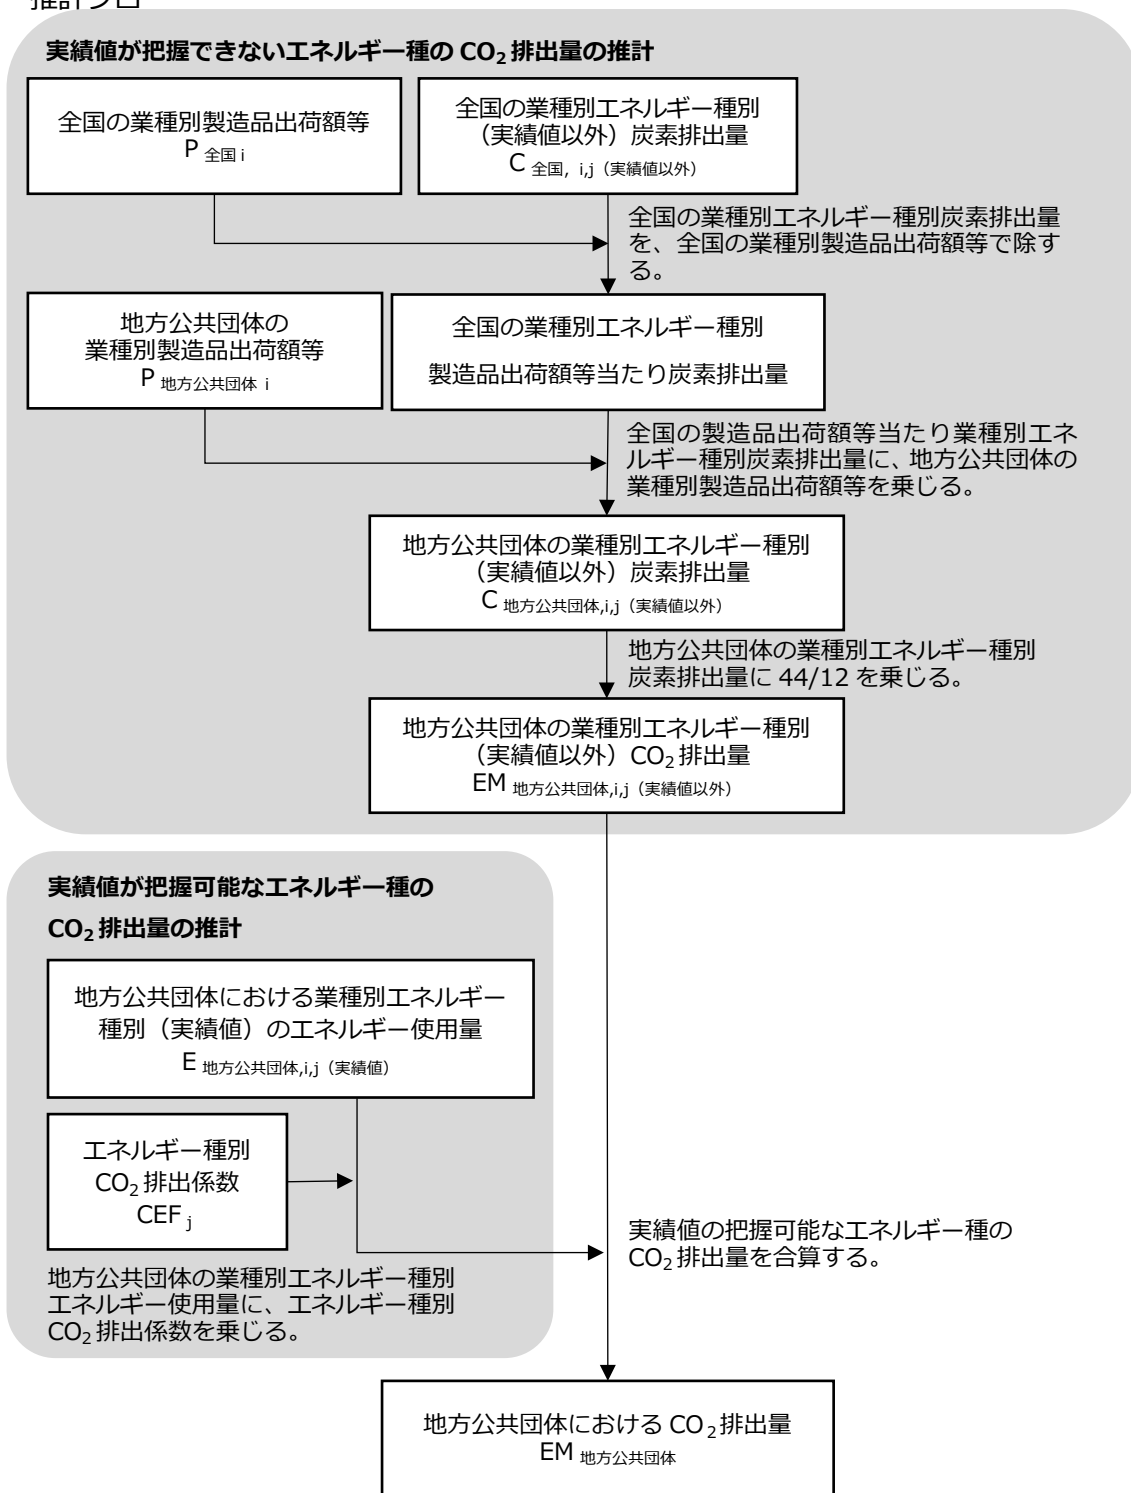 推計フロー
実績値が把握できないエネルギー種の CO2 排出量の推計
全国の業種別製造品出荷額等
P 全国 i
全国の業種別エネルギー種別
（実績値以外）炭素排出量
C 全国，i,j（実績値以外）
全国の業種別エネルギー種別炭素排出量
を、全国の業種別製造品出荷額等で除す
る。
地方公共団体の
業種別製造品出荷額等
P 地方公共団体 i
全国の業種別エネルギー種別
製造品出荷額等当たり炭素排出量
全国の製造品出荷額等当たり業種別エネ
ルギー種別炭素排出量に、地方公共団体の
業種別製造品出荷額等を乗じる。
地方公共団体の業種別エネルギー種別
（実績値以外）炭素排出量
C 地方公共団体,i,j（実績値以外）
地方公共団体の業種別エネルギー種別
炭素排出量に 44/12 を乗じる。
地方公共団体の業種別エネルギー種別
（実績値以外）CO2 排出量
EM 地方公共団体,i,j（実績値以外）
実績値が把握可能なエネルギー種の
CO2 排出量の推計
地方公共団体における業種別エネルギー
種別（実績値）のエネルギー使用量
E 地方公共団体,i,j（実績値）
エネルギー種別
CO2 排出係数
CEF j
地方公共団体の業種別エネルギー種別
エネルギー使用量に、エネルギー種別
CO2 排出係数を乗じる。
実績値の把握可能なエネルギー種の
CO2 排出量を合算する。
地方公共団体における CO2 排出量
EM 地方公共団体